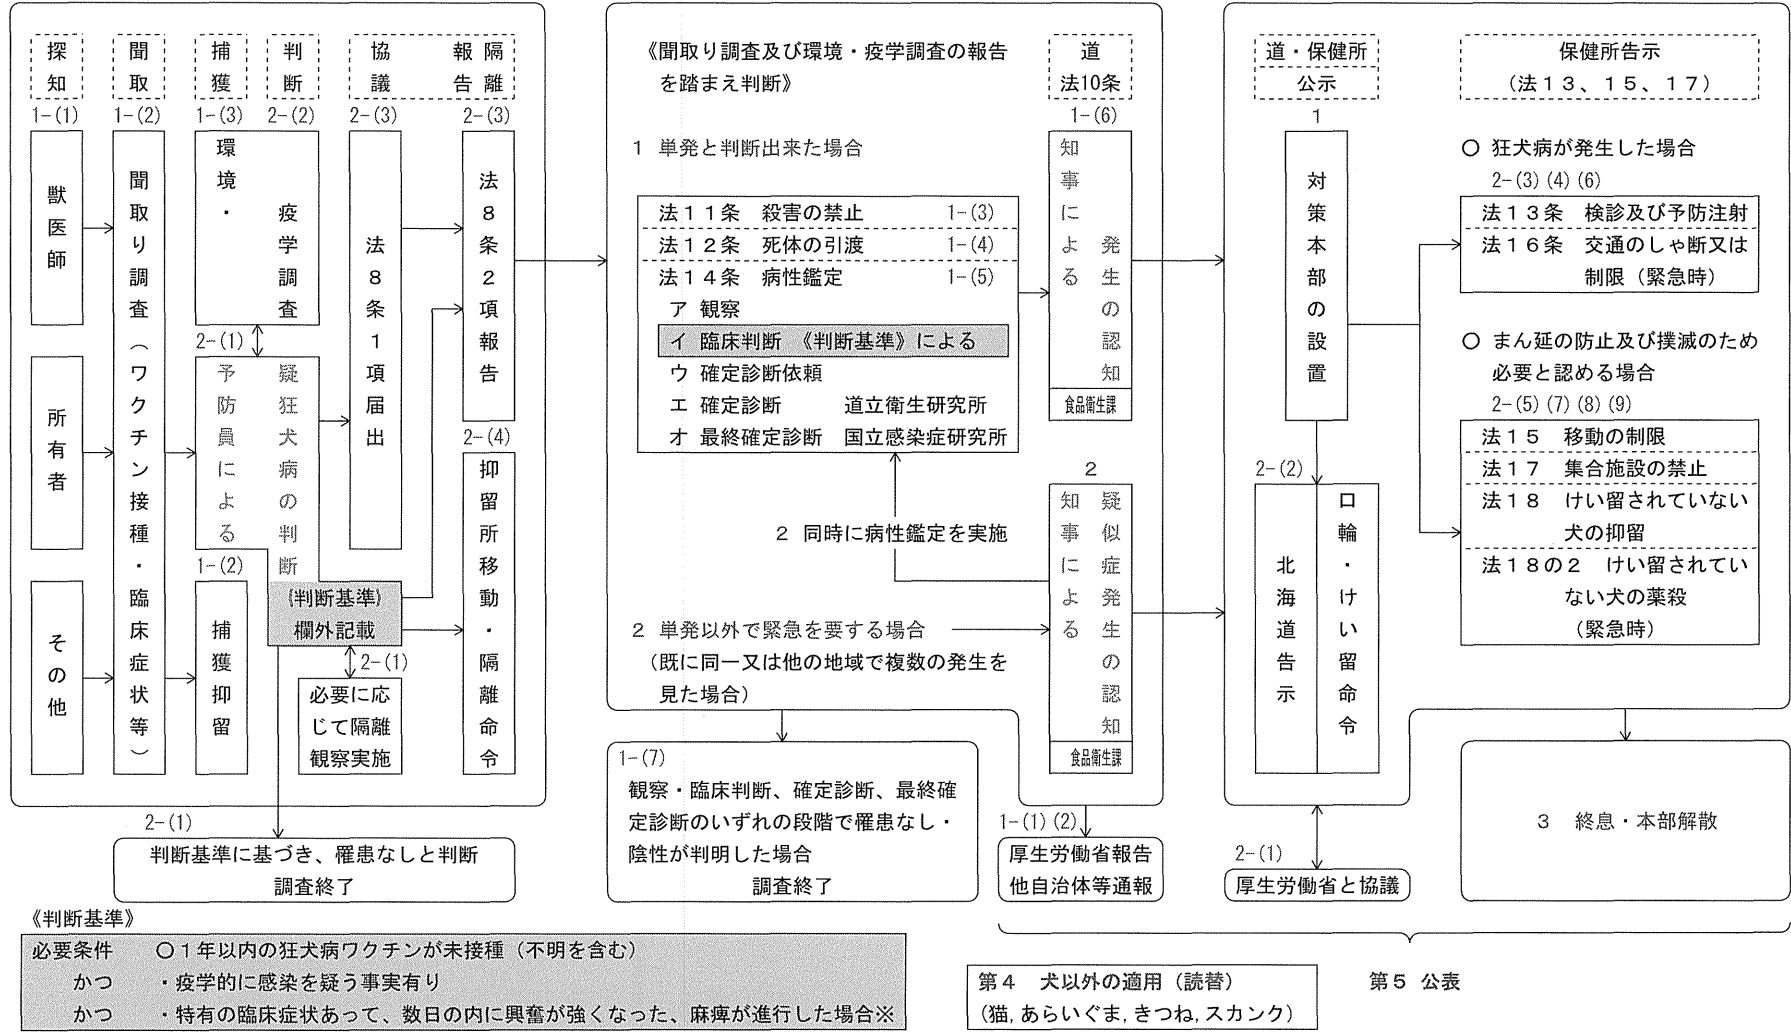 探知
聞取
捕獲
判断
協議
報告
隔離
1-(1)
1-(2)
1-(3)
2-(2)
2-(3)
2-(3)
獣医師
所有者
その他
聞取り調査（ワクチン接種・臨床症状等）
環境・
疫学調査
2-(1)
予防員による
疑狂犬病の判断
(判断基準)
欄外記載
1-(2)
捕獲抑留
2-(1)
必要に応
じて隔離
観察実施
法８条１項届出
法８条２項報告
2-(4)
抑留所移動・隔離命令
2-(1)
判断基準に基づき、罹患なしと判断
調査終了
《聞取り調査及び環境・疫学調査の報告
を踏まえ判断》
道
法10条
1-(6)
１ 単発と判断出来た場合
法１１条　殺害の禁止　1-(3)
法１２条　死体の引渡　1-(4)
法１４条　病性鑑定　1-(5)
ア 観察
イ 臨床判断 《判断基準》による
ウ 確定診断依頼
エ 確定診断　道立衛生研究所
オ 最終確定診断　国立感染症研究所
知事による
発生の認知
食品衛生課
２ 同時に病性鑑定を実施
２ 単発以外で緊急を要する場合
（既に同一又は他の地域で複数の発生を
見た場合）
2
知事による
疑似症発生の認知
食品衛生課
1-(7)
観察・臨床判断、確定診断、最終確
定診断のいずれの段階で罹患なし・
陰性が判明した場合
調査終了
1-(1)(2)
厚生労働省報告
他自治体等通報
道・保健所
公示
1
対策本部の設置
2-(2)
北海道告示
口輪・けい留命令
2-(1)
厚生労働省と協議
保健所告示
（法１３、１５、１７）
○ 狂犬病が発生した場合
2-(3)(4)(6)
法１３条　検診及び予防注射
法１６条　交通のしゃ断又は
制限（緊急時）
○ まん延の防止及び撲滅のため
必要と認める場合
2-(5)(7)(8)(9)
法１５　移動の制限
法１７　集合施設の禁止
法１８　けい留されていない
犬の抑留
法１８の２　けい留されてい
ない犬の薬殺
（緊急時）
３　終息・本部解散
《判断基準》
必要条件　○１年以内の狂犬病ワクチンが未接種（不明を含む）
かつ　・疫学的に感染を疑う事実有り
かつ　・特有の臨床症状あって、数日の内に興奮が強くなった、麻痺が進行した場合※
第４　犬以外の適用（読替）
（猫，あらいぐま，きつね，スカンク）
第５ 公表